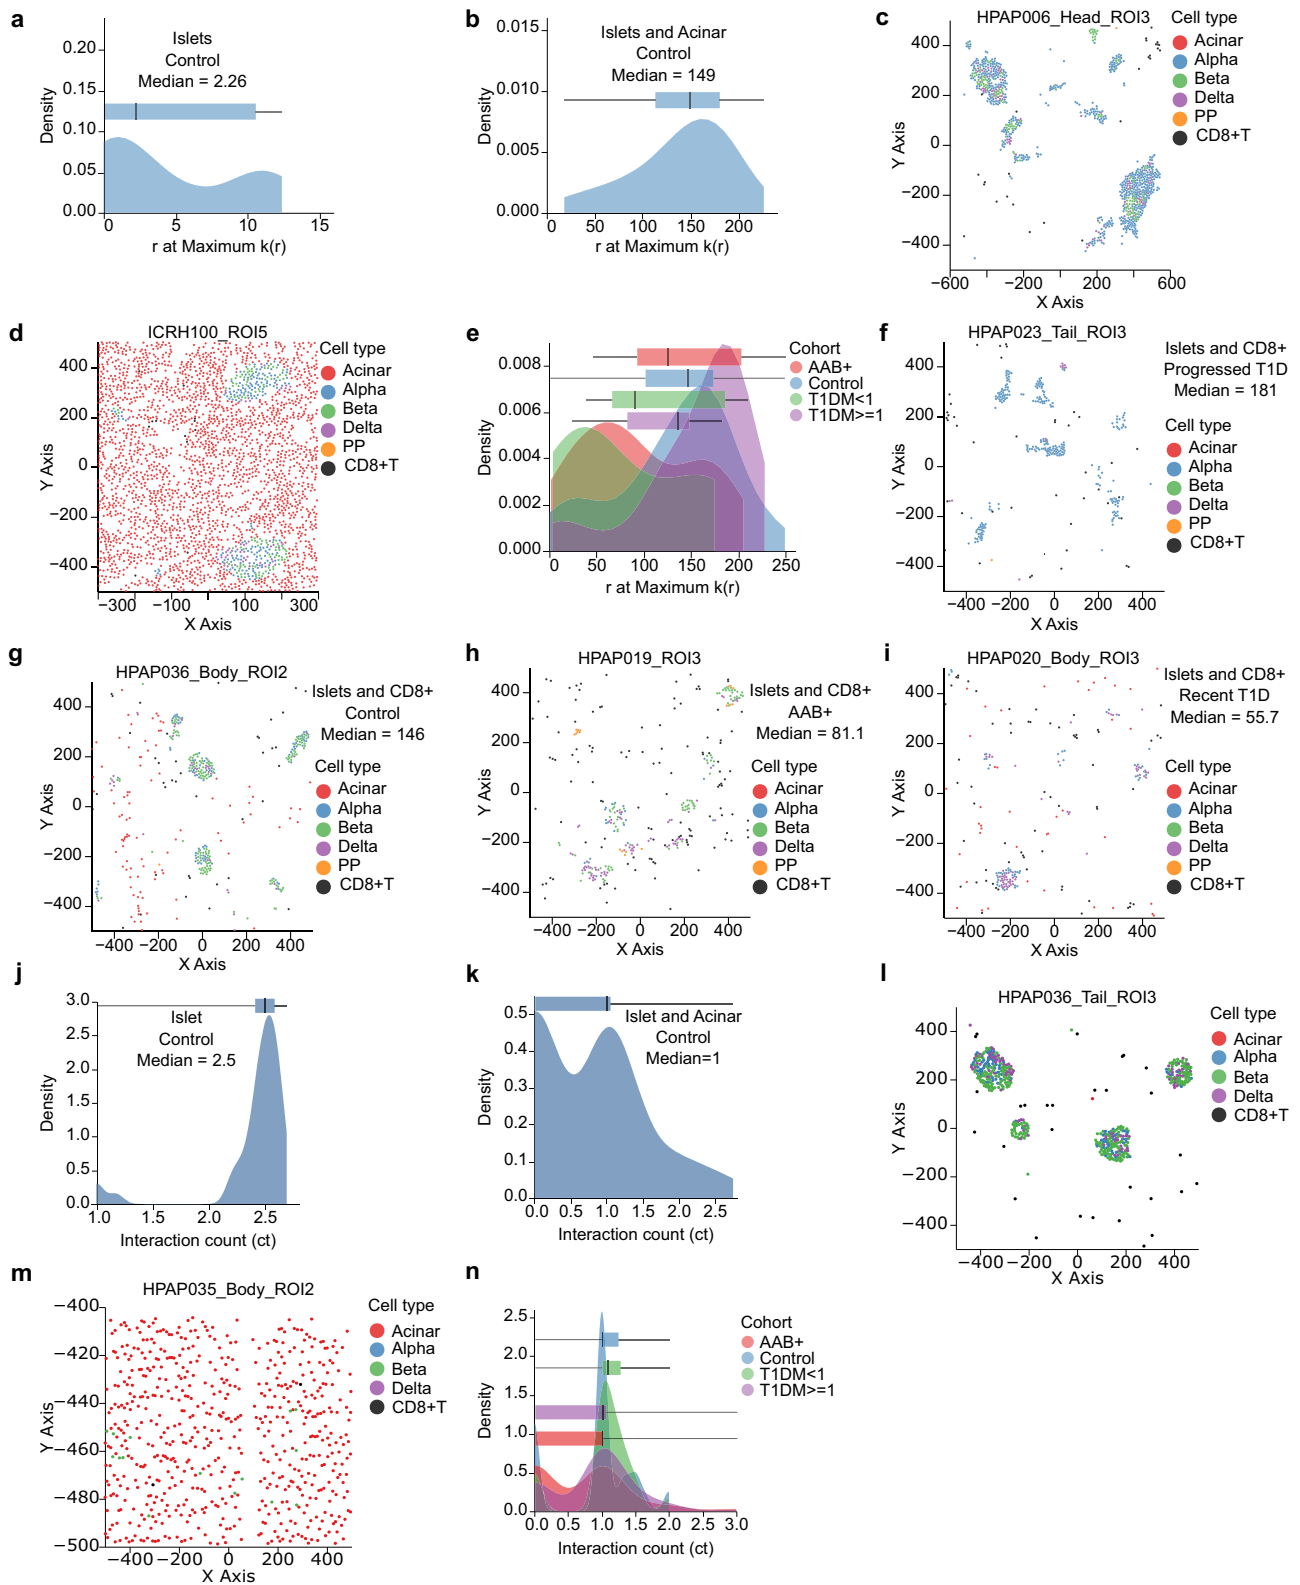 a
Islets
Control
Median = 2.26
Density
0.20
0.15
0.10
0.05
0.00
0 5 10 15
r at Maximum k(r)
b
Islets and Acinar
Control
Median = 149
Density
0.015
0.010
0.005
0.000
0 50 100 150 200
r at Maximum k(r)
c
HPAP006_Head_ROI3
Cell type
Acinar
Alpha
Beta
Delta
PP
CD8+T
Y Axis
400
200
0
−200
−400
−600 −200 200 600
X Axis
d
ICRH100_ROI5
Cell type
Acinar
Alpha
Beta
Delta
PP
CD8+T
Y Axis
400
200
0
−200
−400
−300 −100 100 300
X Axis
e
Cohort
AAB+
Control
T1DM<1
T1DM>=1
Density
0.008
0.006
0.004
0.002
0.000
0 50 100 150 200 250
r at Maximum k(r)
f
HPAP023_Tail_ROI3
Islets and CD8+
Progressed T1D
Median = 181
Cell type
Acinar
Alpha
Beta
Delta
PP
CD8+T
Y Axis
400
200
0
−200
−400
−400 −200 0 200 400
X Axis
g
HPAP036_Body_ROI2
Islets and CD8+
Control
Median = 146
Cell type
Acinar
Alpha
Beta
Delta
PP
CD8+T
Y Axis
400
200
0
−200
−400
−400 −200 0 200 400
X Axis
h
HPAP019_ROI3
Islets and CD8+
AAB+
Median = 81.1
Cell type
Acinar
Alpha
Beta
Delta
PP
CD8+T
Y Axis
400
200
0
−200
−400
−400 −200 0 200 400
X Axis
i
HPAP020_Body_ROI3
Islets and CD8+
Recent T1D
Median = 55.7
Cell type
Acinar
Alpha
Beta
Delta
PP
CD8+T
Y Axis
400
200
0
−200
−400
−400 −200 0 200 400
X Axis
j
Islet
Control
Median = 2.5
Density
3.0
2.5
2.0
1.5
1.0
0.5
0.0
1.0 1.5 2.0 2.5
Interaction count (ct)
k
Islet and Acinar
Control
Median=1
Density
0.5
0.4
0.3
0.2
0.1
0.0
0.0 0.5 1.0 1.5 2.0 2.5
Interaction count (ct)
l
HPAP036_Tail_ROI3
Cell type
Acinar
Alpha
Beta
Delta
CD8+T
Y Axis
400
200
0
−200
−400
−400 −200 0 200 400
X Axis
m
HPAP035_Body_ROI2
Cell type
Acinar
Alpha
Beta
Delta
CD8+T
Y Axis
−400
−420
−440
−460
−480
−500
−400 −200 0 200 400
X Axis
n
Cohort
AAB+
Control
T1DM<1
T1DM>=1
Density
2.5
2.0
1.5
1.0
0.5
0.0
0.0 0.5 1.0 1.5 2.0 2.5 3.0
Interaction count (ct)